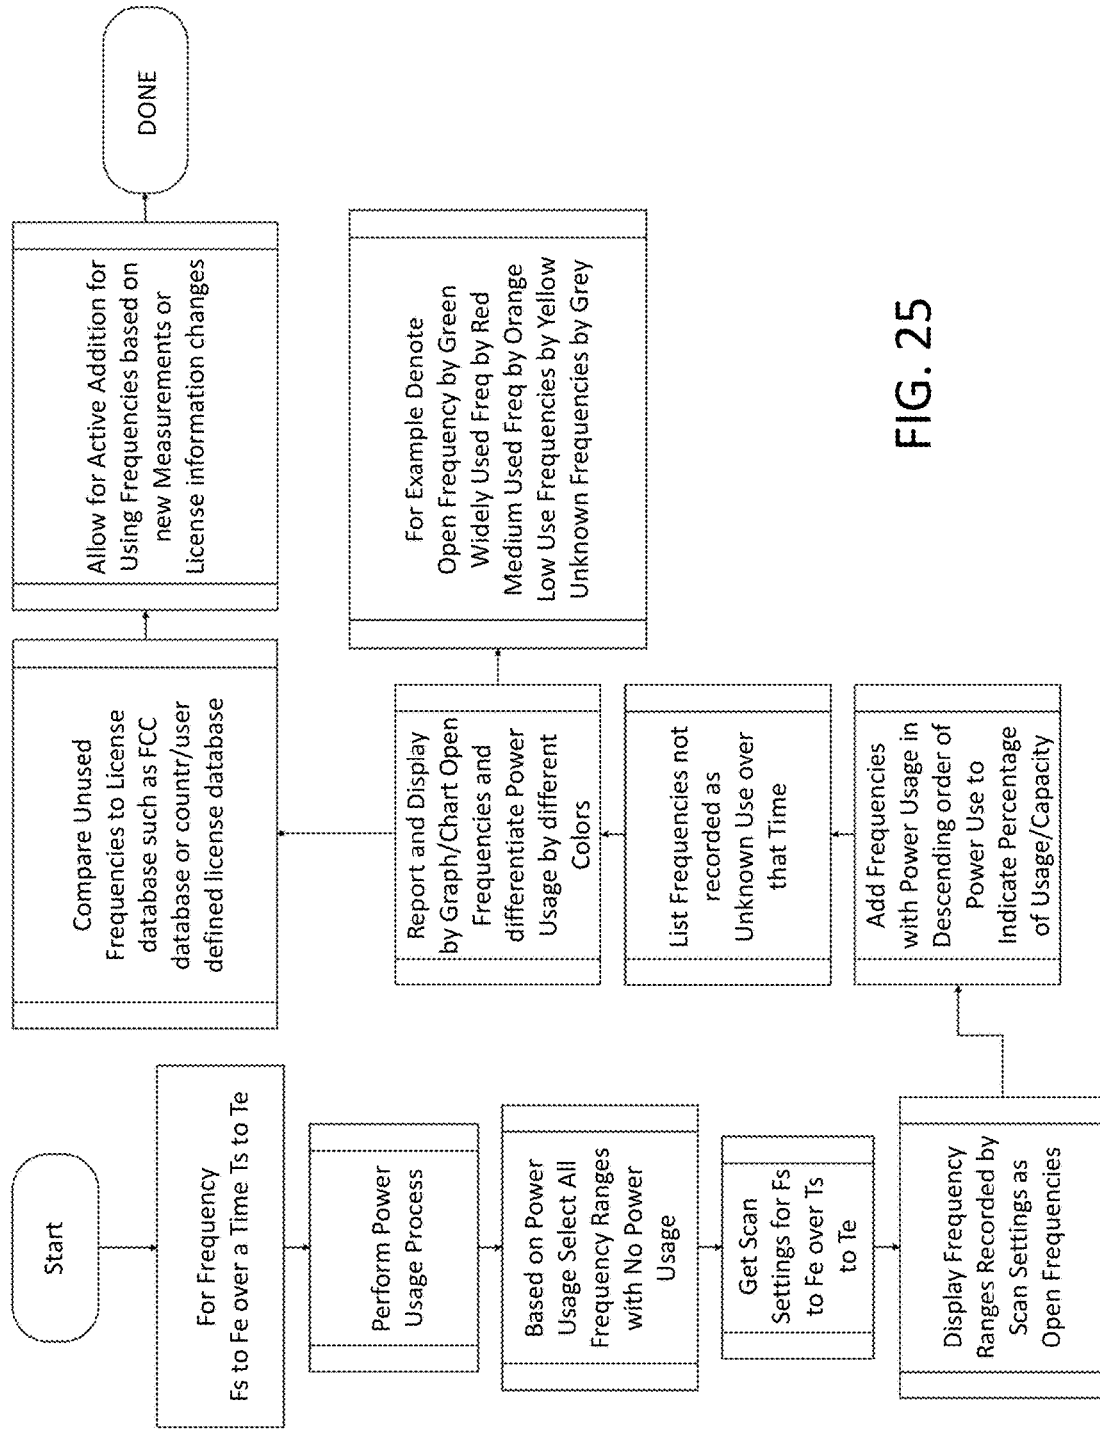 Start
For Frequency
Fs to Fe over a Time Ts to Te
Perform Power
Usage Process
Based on Power
Usage Select All
Frequency Ranges
with No Power
Usage
Get Scan
Settings for Fs
to Fe over Ts
to Te
Display Frequency
Ranges Recorded by
Scan Settings as
Open Frequencies
Add Frequencies
with Power Usage in
Descending order of
Power Use to
Indicate Percentage
of Usage/Capacity
List Frequencies not
recorded as
Unknown Use over
that Time
Report and Display
by Graph/Chart Open
Frequencies and
differentiate Power
Usage by different
Colors
For Example Denote
Open Frequency by Green
Widely Used Freq by Red
Medium Used Freq by Orange
Low Use Frequencies by Yellow
Unknown Frequencies by Grey
Compare Unused
Frequencies to License
database such as FCC
database or countr/user
defined license database
Allow for Active Addition for
Using Frequencies based on
new Measurements or
License information changes
DONE
FIG. 25